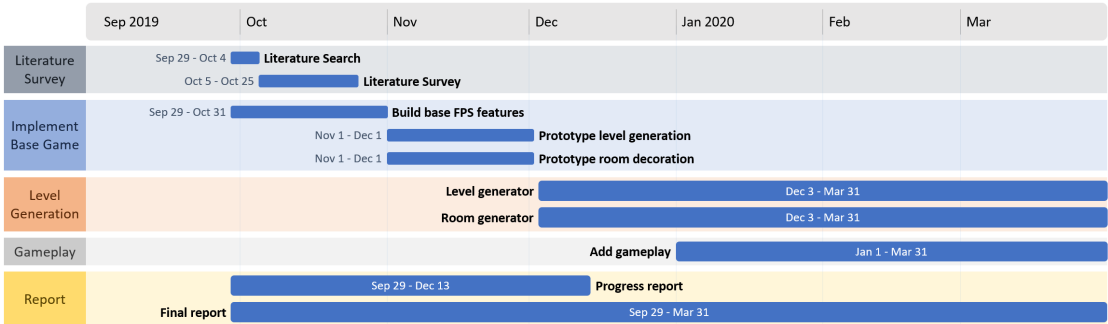 Sep 2019 Oct Nov Dec Jan 2020 Feb Mar
Literature
Survey
Sep 29 - Oct 4 Literature Search
Oct 5 - Oct 25 Literature Survey
Implement
Base Game
Sep 29 - Oct 31 Build base FPS features
Nov 1 - Dec 1 Prototype level generation
Nov 1 - Dec 1 Prototype room decoration
Level
Generation
Level generator Dec 3 - Mar 31
Room generator Dec 3 - Mar 31
Gameplay
Add gameplay Jan 1 - Mar 31
Report
Sep 29 - Dec 13 Progress report
Final report Sep 29 - Mar 31